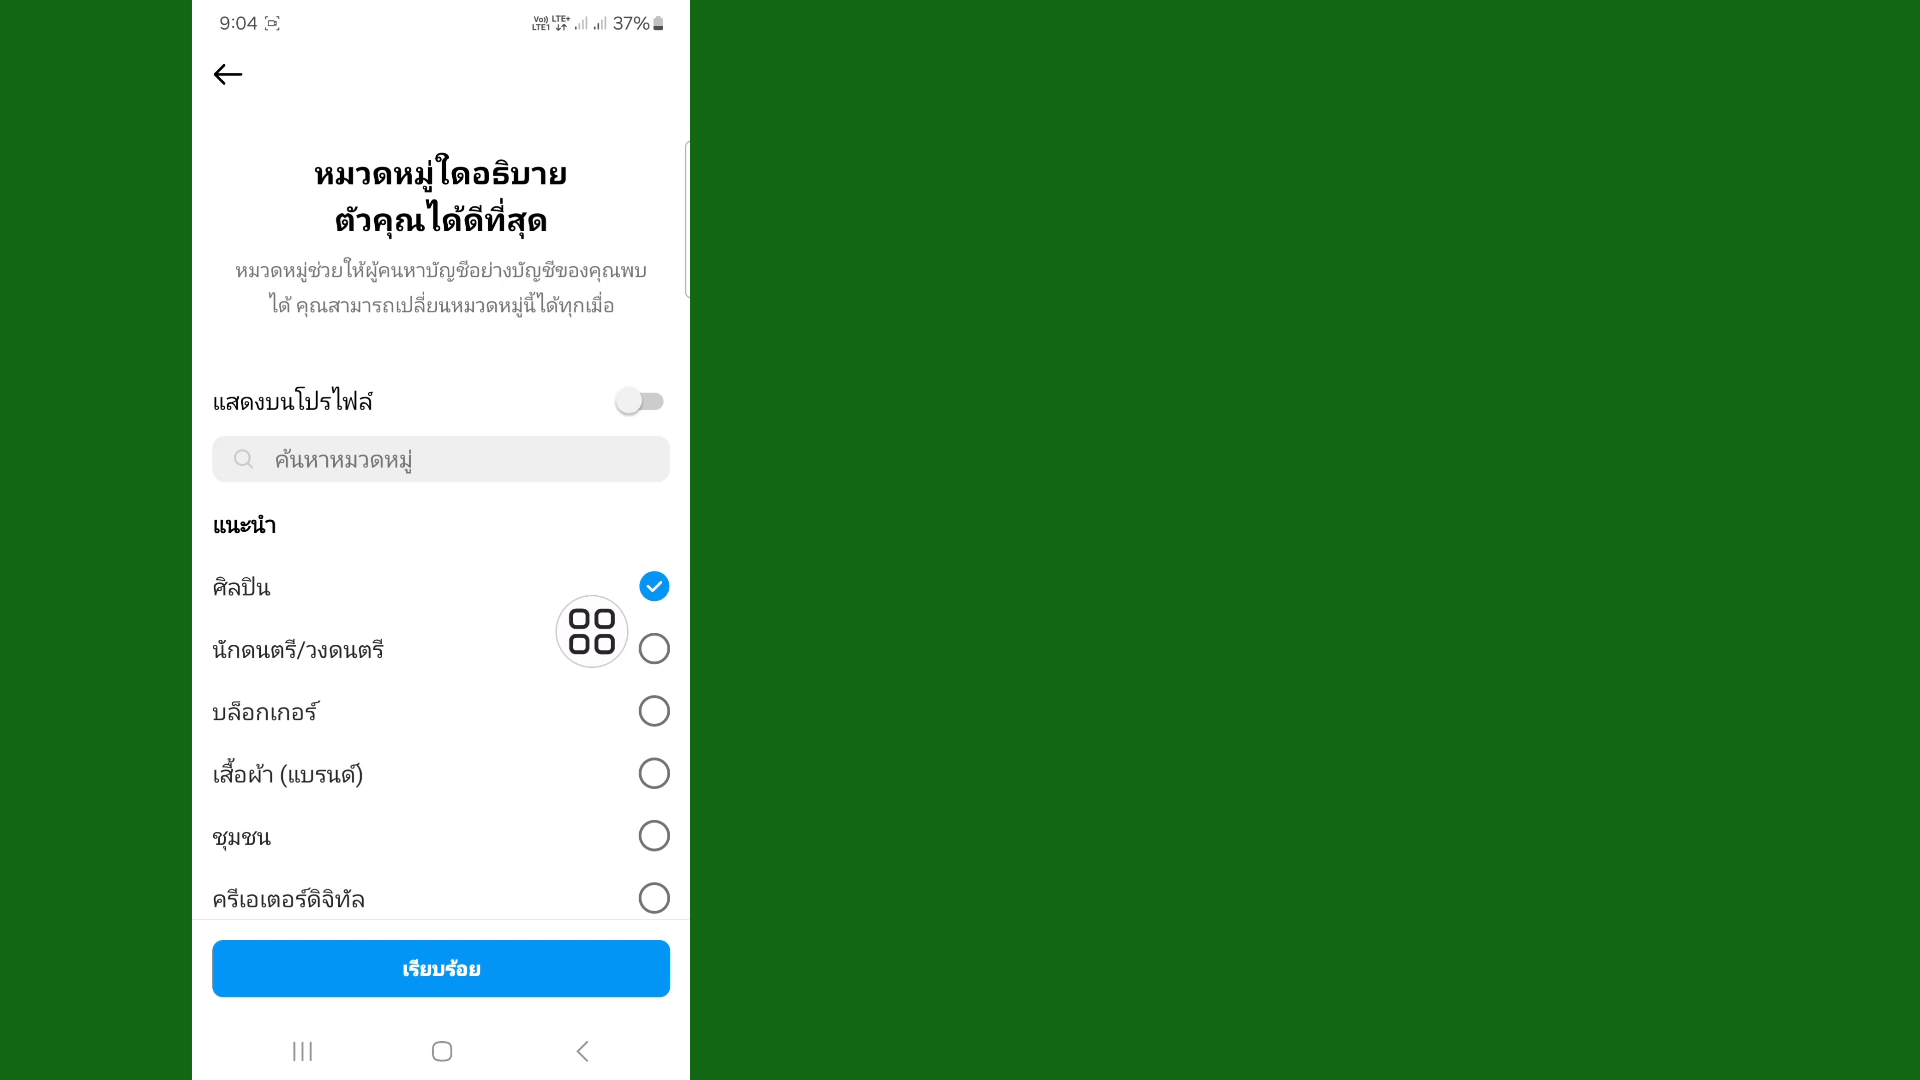 9:04
Vo)) LTE+
LTE1
37%
หมวดหมู่ใดอธิบาย
ตัวคุณได้ดีที่สุด
หมวดหมู่ช่วยให้ผู้คนหาบัญชีอย่างบัญชีของคุณพบ
ได้ คุณสามารถเปลี่ยนหมวดหมู่นี้ได้ทุกเมื่อ
แสดงบนโปรไฟล์
ค้นหาหมวดหมู่
แนะนำ
ศิลปิน
นักดนตรี/วงดนตรี
บล็อกเกอร์
เสื้อผ้า (แบรนด์)
ชุมชน
ครีเอเตอร์ดิจิทัล
เรียบร้อย